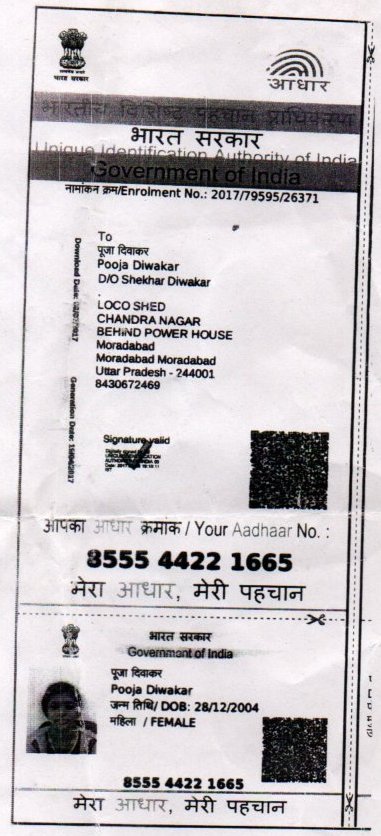 भारत सरकार
आधार
भारतीय विशिष्ट पहचान प्राधिकरण
भारत सरकार
Unique Identification Authority of India
Government of India
नामांकन क्रम/Enrolment No.: 2017/79595/26371
To
पूजा दिवाकर
Pooja Diwakar
D/O Shekhar Diwakar
LOCO SHED
CHANDRA NAGAR
BEHIND POWER HOUSE
Moradabad
Moradabad Moradabad
Uttar Pradesh - 244001
8430672469
Download Date:
Generation Date:
Signature valid
आपका आधार क्रमांक / Your Aadhaar No. :
8555 4422 1665
मेरा आधार, मेरी पहचान
भारत सरकार
Government of India
पूजा दिवाकर
Pooja Diwakar
जन्म तिथि/ DOB: 28/12/2004
महिला / FEMALE
8555 4422 1665
मेरा आधार, मेरी पहचान